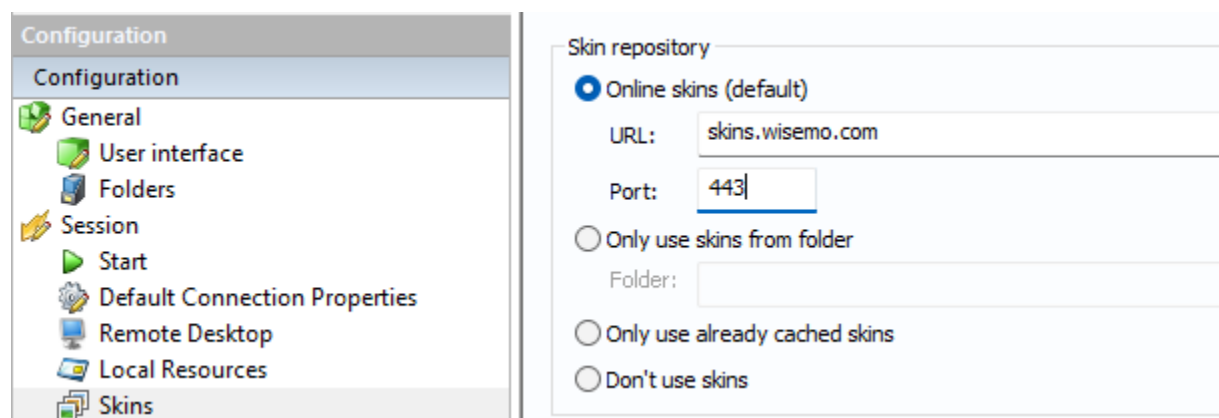 Configuration
Configuration
General
User interface
Folders
Session
Start
Default Connection Properties
Remote Desktop
Local Resources
Skins
Skin repository
Online skins (default)
URL: skins.wisemo.com
Port: 443
Only use skins from folder
Folder:
Only use already cached skins
Don't use skins